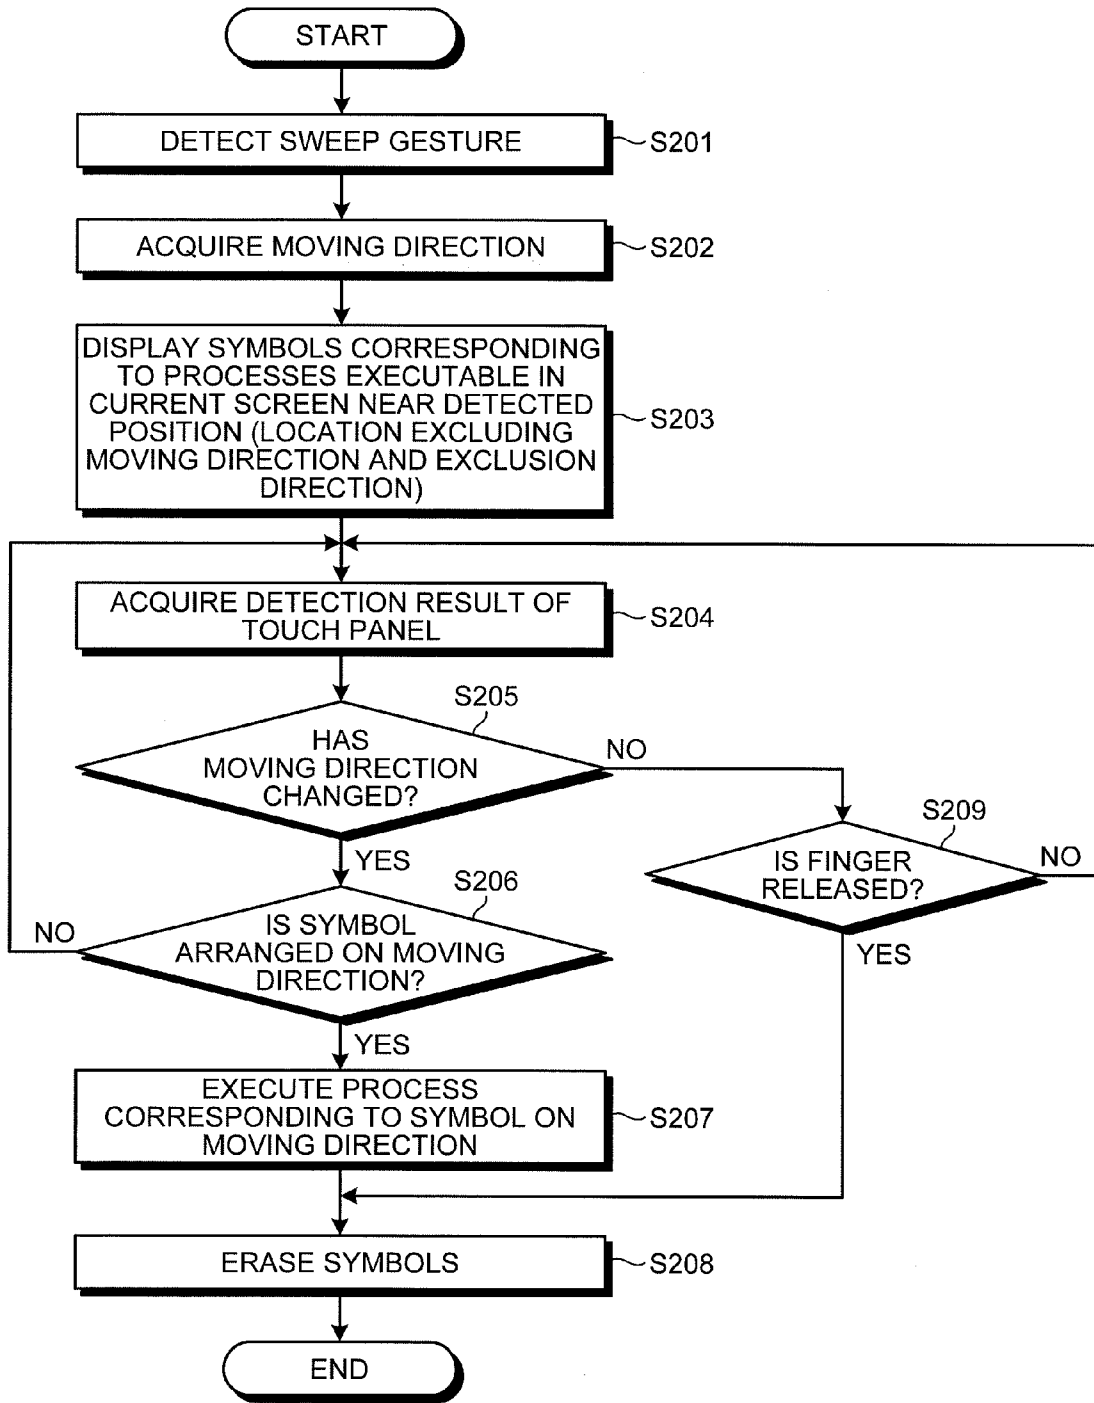 START
DETECT SWEEP GESTURE
S201
ACQUIRE MOVING DIRECTION
S202
DISPLAY SYMBOLS CORRESPONDING
TO PROCESSES EXECUTABLE IN
CURRENT SCREEN NEAR DETECTED
POSITION (LOCATION EXCLUDING
MOVING DIRECTION AND EXCLUSION
DIRECTION)
S203
ACQUIRE DETECTION RESULT OF
TOUCH PANEL
S204
S205
HAS
MOVING DIRECTION
CHANGED?
NO
YES
S209
IS FINGER
RELEASED?
NO
YES
S206
IS SYMBOL
ARRANGED ON MOVING
DIRECTION?
NO
YES
EXECUTE PROCESS
CORRESPONDING TO SYMBOL ON
MOVING DIRECTION
S207
ERASE SYMBOLS
S208
END